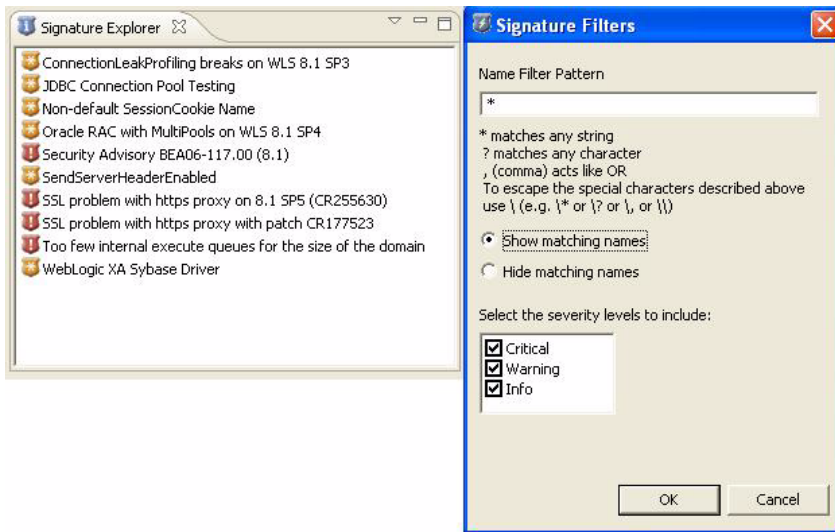 Signature Explorer
ConnectionLeakProfiling breaks on WLS 8.1 SP3
JDBC Connection Pool Testing
Non-default SessionCookie Name
Oracle RAC with MultiPools on WLS 8.1 SP4
Security Advisory BEA06-117.00 (8.1)
SendServerHeaderEnabled
SSL problem with https proxy on 8.1 SP5 (CR255630)
SSL problem with https proxy with patch CR177523
Too few internal execute queues for the size of the domain
WebLogic XA Sybase Driver
Signature Filters
Name Filter Pattern
*
* matches any string
? matches any character
, (comma) acts like OR
To escape the special characters described above
use \ (e.g. \* or \? or \, or \\)
Show matching names
Hide matching names
Select the severity levels to include:
Critical
Warning
Info
OK
Cancel